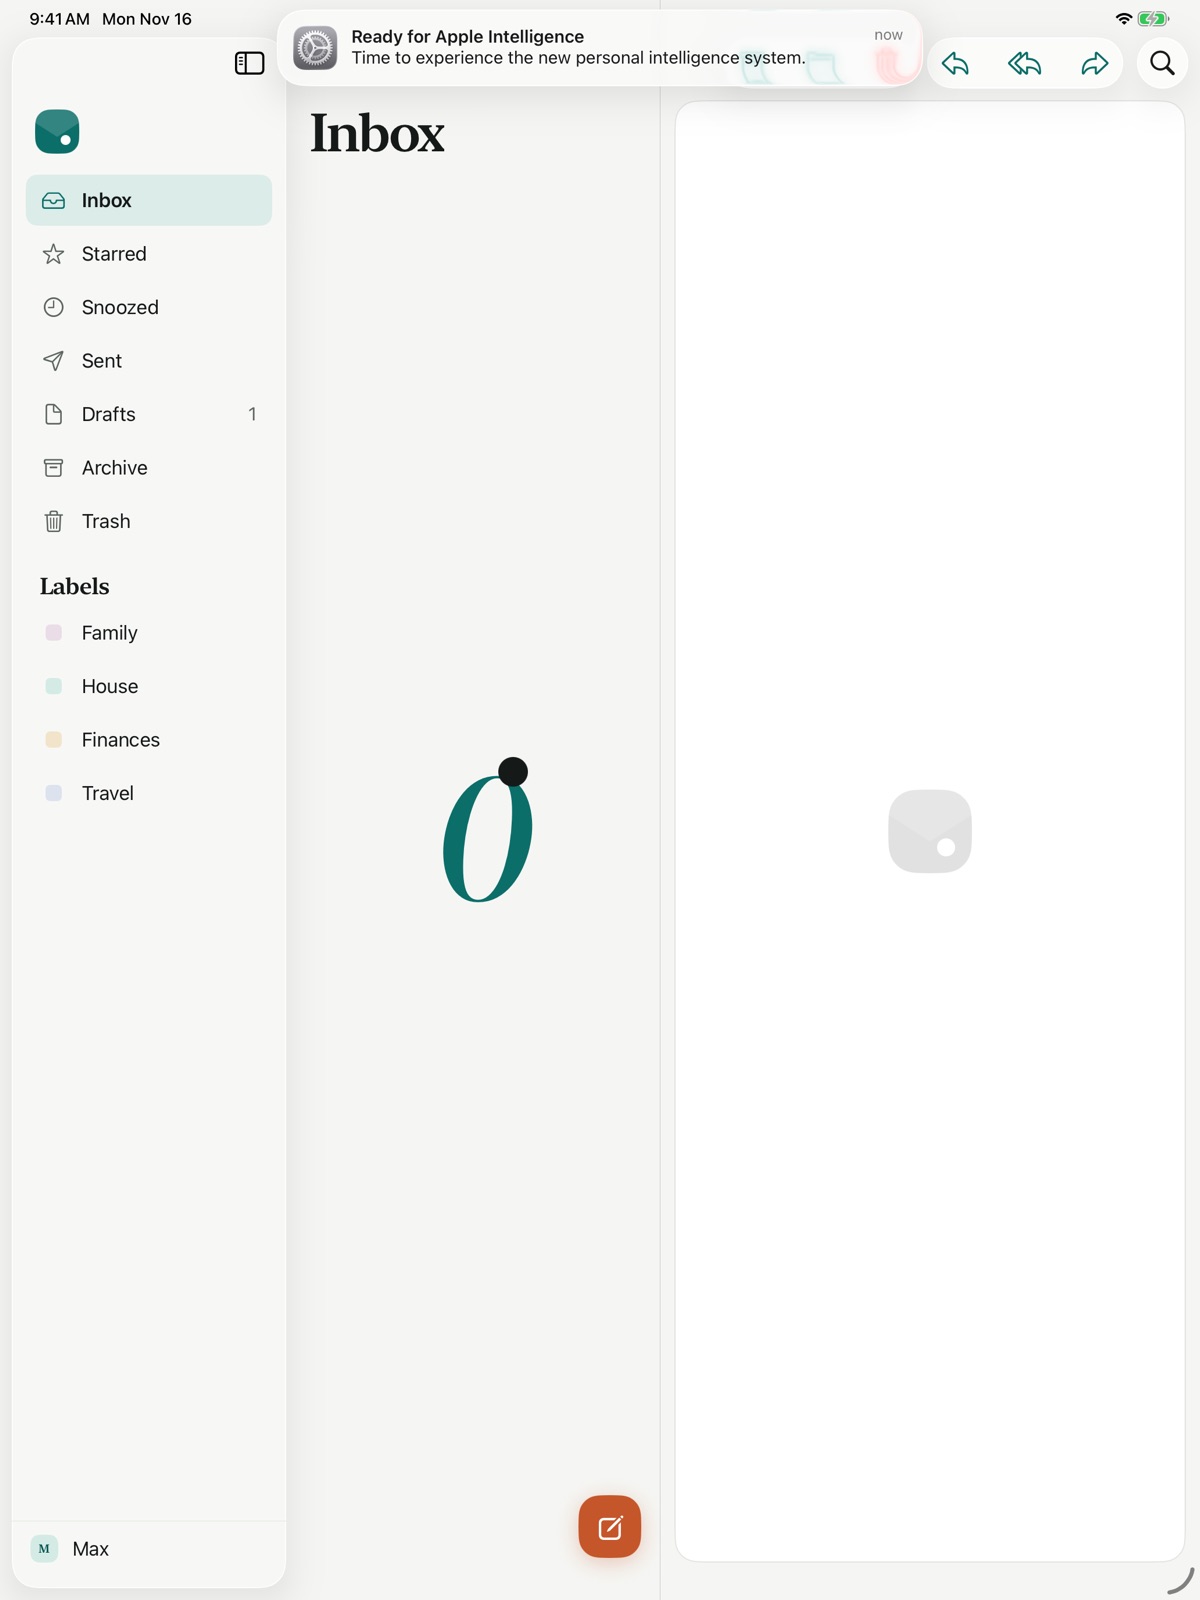 9:41 AM Mon Nov 16
Ready for Apple Intelligence
now
Time to experience the new personal intelligence system.
Inbox
Starred
Snoozed
Sent
Drafts 1
Archive
Trash
Labels
Family
House
Finances
Travel
M Max
Inbox
0